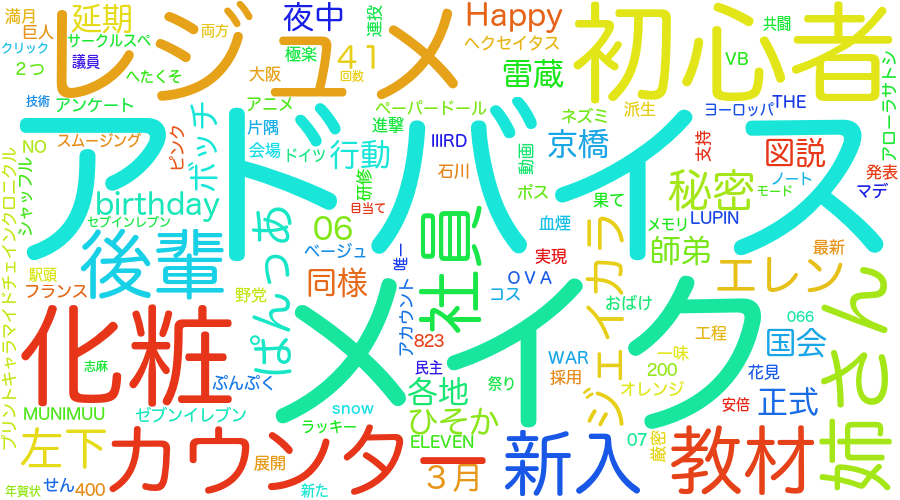 満月
巨人
クリック
延期
サークルスペ
レジュメ
両方
夜中
極楽
大阪
41
回数
連投
Happy
ヘクセイタス
雷蔵
初心者
共闘
VB
2つ
議員
へたくそ
技術
アンケート
アニメ
ペーパードール
進撃
ネズミ
派生
ヨーロッパ
THE
アローラサトシ
NO
スムージング
ピンク
ボッチ
片隅
会場
ドイツ
行動
IIIRD
石川
動画
京橋
支持
図説
発表
アドバイス
シャッフル
プリントキャラマイドチェインクロニクル
birthday
セブインレブン
研修
目当て
ポス
果て
秘密
ノート
モード
マデ
LUPIN
メモリ
後輩
ぱんつあ
06
ベージュ
同様
唯一
社員
血煙
実現
師弟
最新
エレン
駅頭
フランス
野党
アカウント
OVA
コス
ジェイカラ
おばけ
姉さん
化粧
メイク
823
WAR
採用
工程
066
国会
志麻
ぷんぷく
民主
各地
祭り
一味
200
オレンジ
花見
MUNIMUU
ゼブンイレブン
snow
ラッキー
ひそか
ELEVEN
安倍
正式
左下
カウンター
展開
3月
新入
07
厳密
教材
年賀状
せん
400
新た